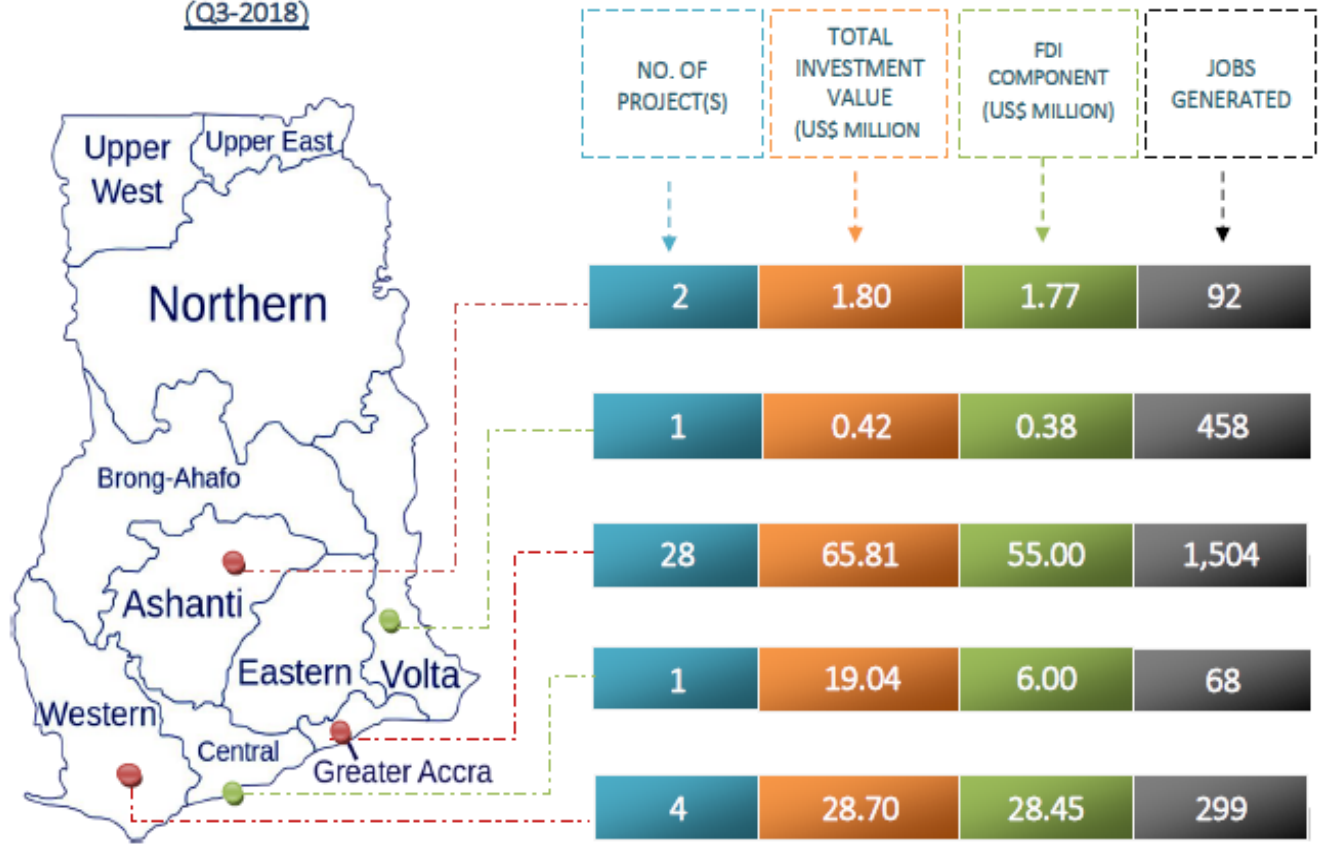 (Q3-2018)
NO. OF
PROJECT(S)
TOTAL
INVESTMENT
VALUE
(US$ MILLION
FDI
COMPONENT
(US$ MILLION)
JOBS
GENERATED
Upper
West
Upper East
Northern
Brong-Ahafo
Ashanti
Eastern
Volta
Western
Central
Greater Accra
2 1.80 1.77 92
1 0.42 0.38 458
28 65.81 55.00 1,504
1 19.04 6.00 68
4 28.70 28.45 299